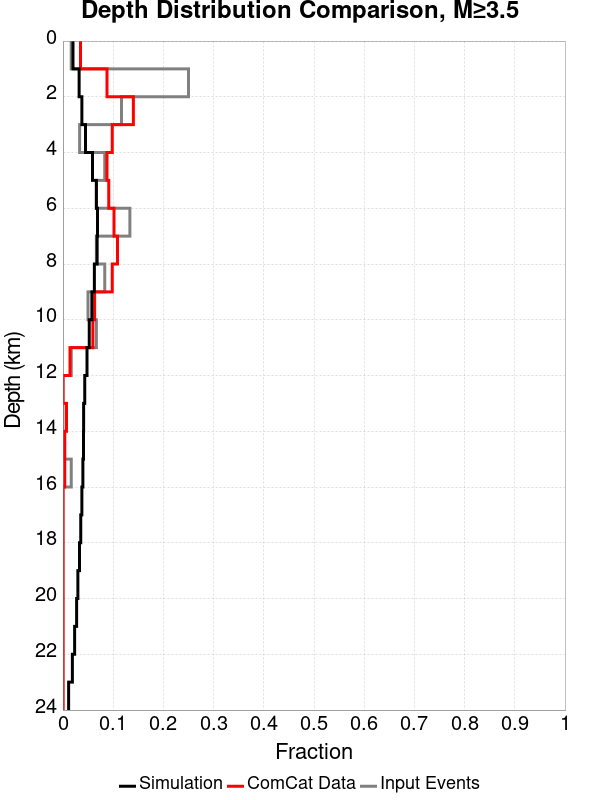 Depth Distribution Comparison, M≥3.5
0
2
4
6
8
10
12
14
16
18
20
22
24
Depth (km)
0 0.1 0.2 0.3 0.4 0.5 0.6 0.7 0.8 0.9 1
Fraction
Simulation ComCat Data Input Events